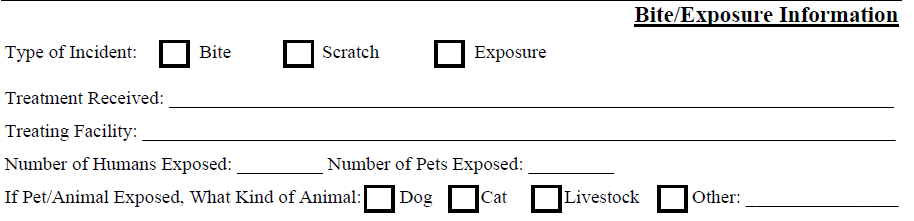 Bite/Exposure Information
Type of Incident: Bite Scratch Exposure
Treatment Received:
Treating Facility:
Number of Humans Exposed: Number of Pets Exposed:
If Pet/Animal Exposed, What Kind of Animal: Dog Cat Livestock Other: